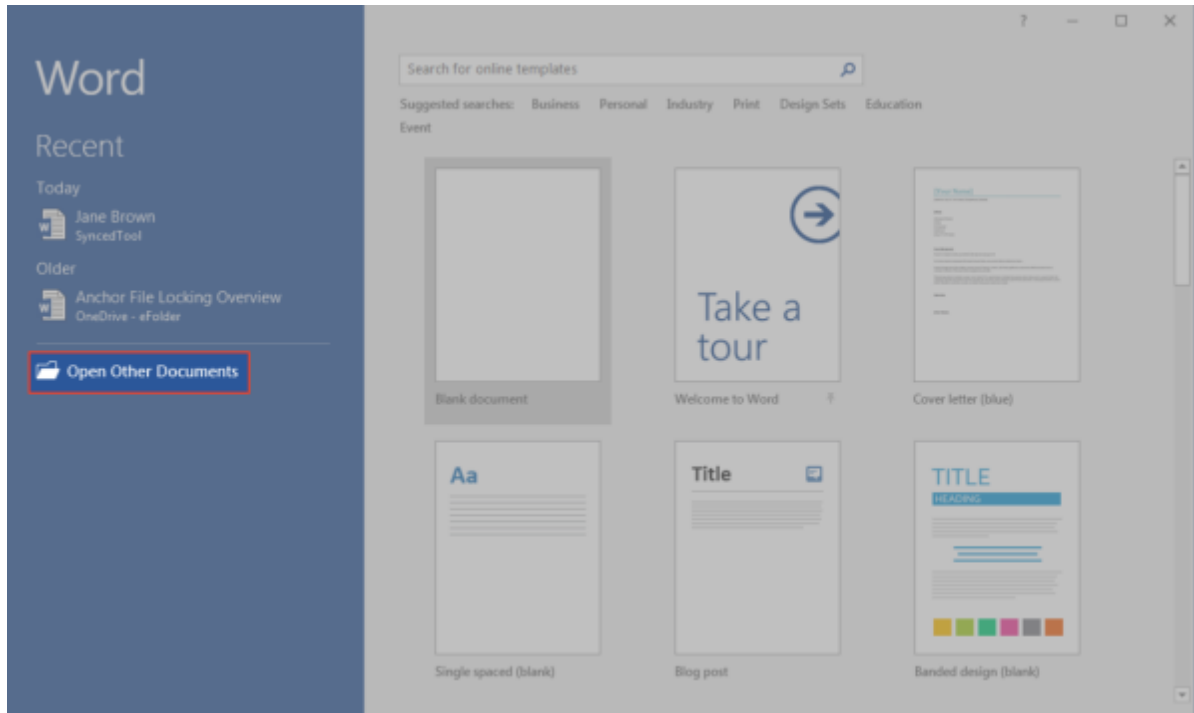 Word
Recent
Today
Jane Brown
SyncedTool
Older
Anchor File Locking Overview
OneDrive - eFolder
Open Other Documents
?
Search for online templates
Suggested searches: Business Personal Industry Print Design Sets Education
Event
Take a
tour
Blank document
Welcome to Word
Cover letter (blue)
Aa
Title
TITLE
HEADING
Single spaced (blank)
Blog post
Banded design (blank)